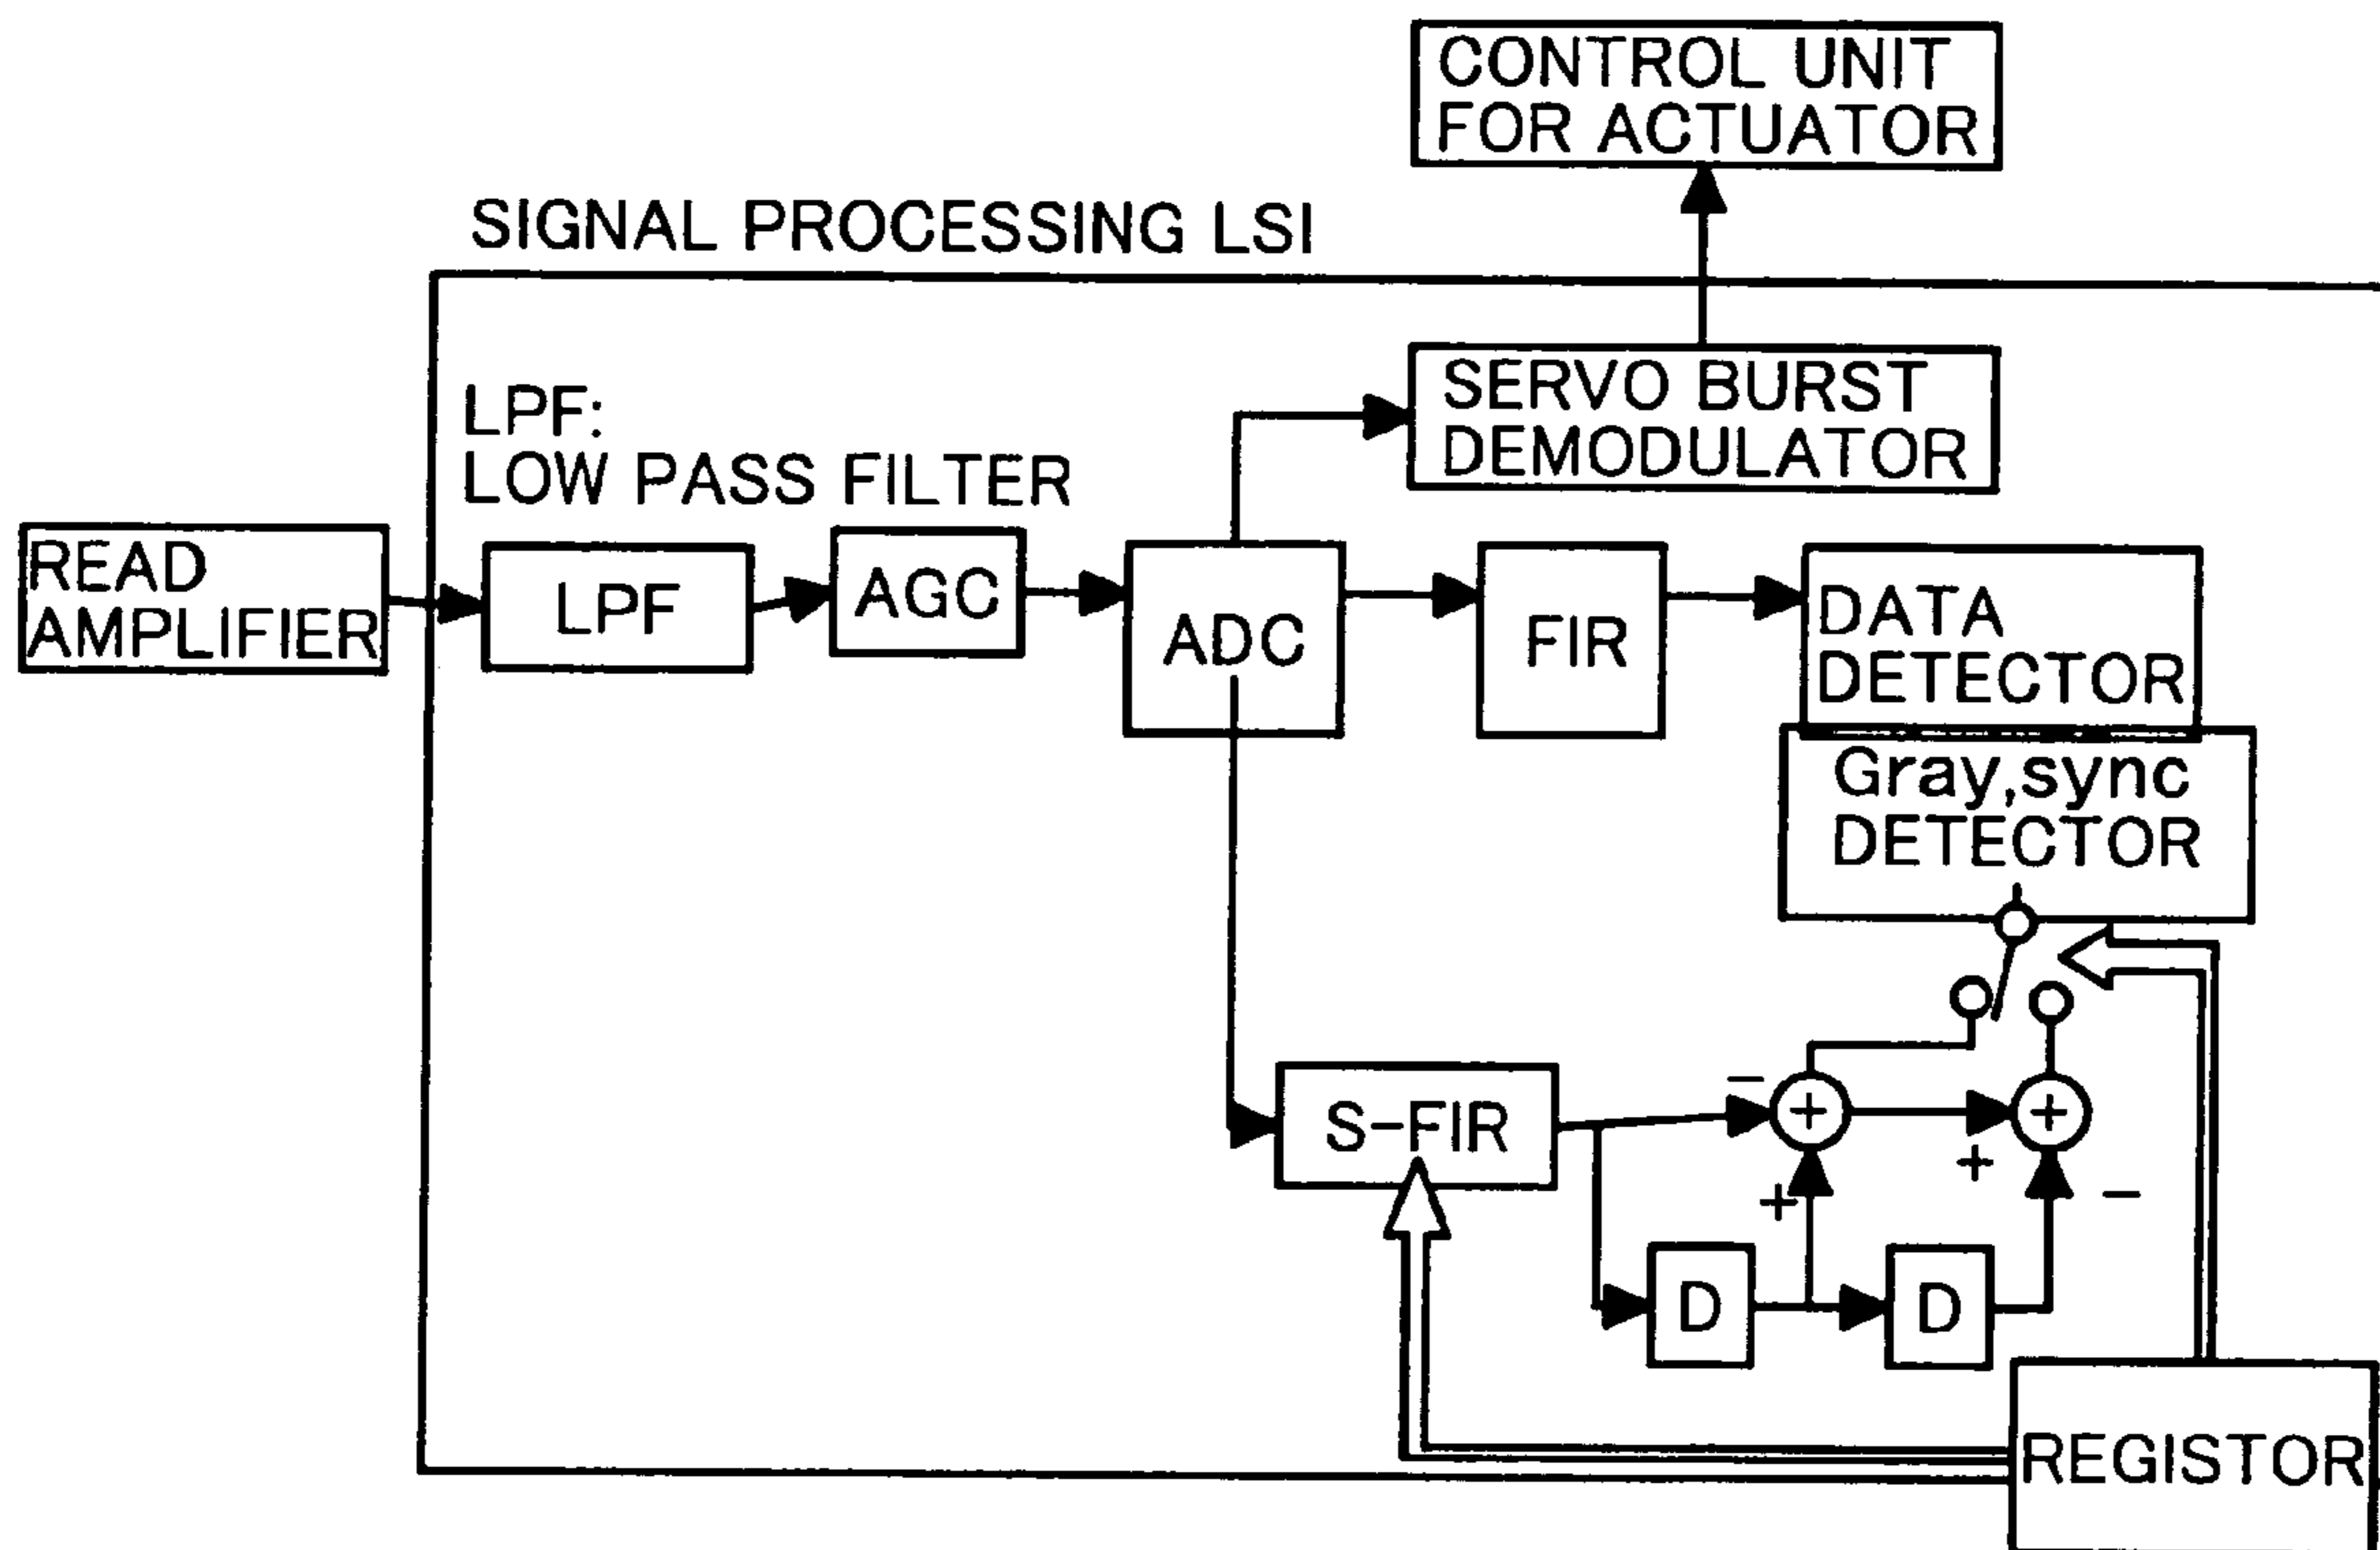 CONTROL UNIT
FOR ACTUATOR
SIGNAL PROCESSING LSI
SERVO BURST
DEMODULATOR
LPF:
LOW PASS FILTER
READ
AMPLIFIER
LPF
AGC
ADC
FIR
DATA
DETECTOR
Gray,sync
DETECTOR
S-FIR
−
+
+
+
+
−
D
D
REGISTOR